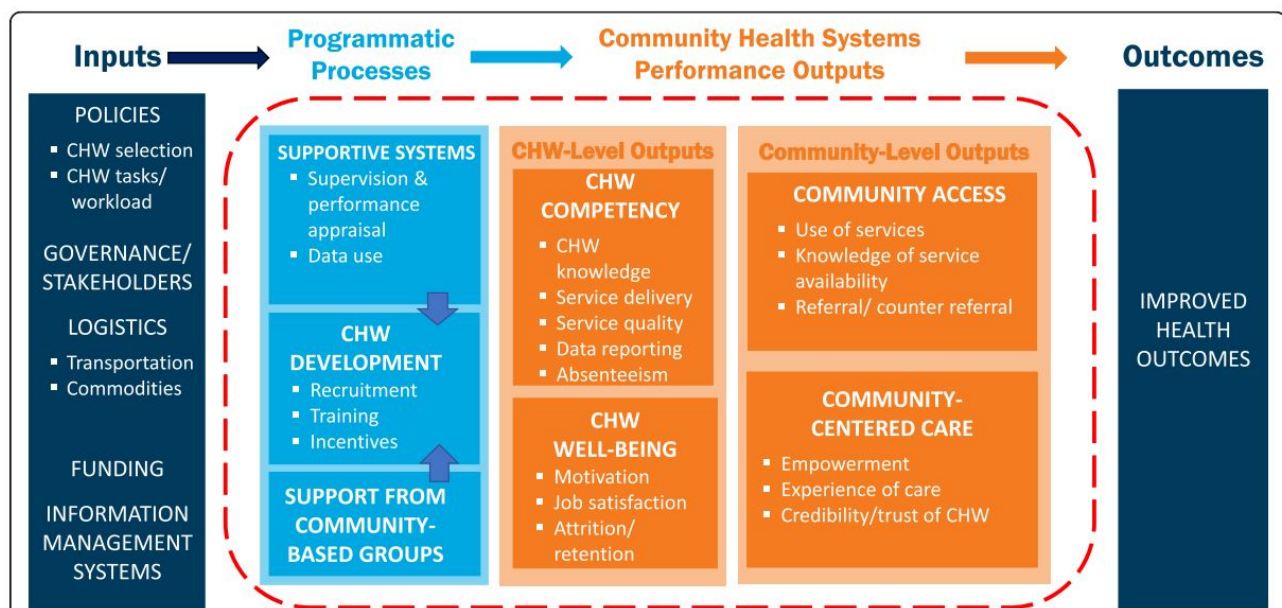 Inputs
Programmatic
Processes
Community Health Systems
Performance Outputs
Outcomes
POLICIES
▪ CHW selection
▪ CHW tasks/
workload
GOVERNANCE/
STAKEHOLDERS
LOGISTICS
▪ Transportation
▪ Commodities
FUNDING
INFORMATION
MANAGEMENT
SYSTEMS
SUPPORTIVE SYSTEMS
▪ Supervision &
performance
appraisal
▪ Data use
CHW
DEVELOPMENT
▪ Recruitment
▪ Training
▪ Incentives
SUPPORT FROM
COMMUNITY-
BASED GROUPS
CHW-Level Outputs
CHW
COMPETENCY
▪ CHW
knowledge
▪ Service delivery
▪ Service quality
▪ Data reporting
▪ Absenteeism
CHW
WELL-BEING
▪ Motivation
▪ Job satisfaction
▪ Attrition/
retention
Community-Level Outputs
COMMUNITY ACCESS
▪ Use of services
▪ Knowledge of service
availability
▪ Referral/ counter referral
COMMUNITY-
CENTERED CARE
▪ Empowerment
▪ Experience of care
▪ Credibility/trust of CHW
IMPROVED
HEALTH
OUTCOMES